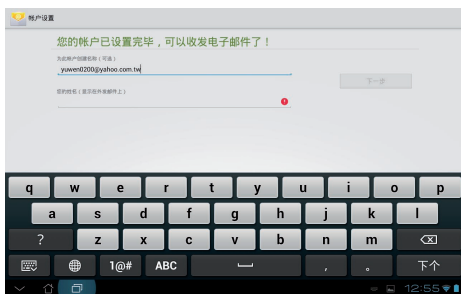 帐户设置
您的帐户已设置完毕，可以收发电子邮件了！
为此帐户创建名称（可选）
yuwen0200@yahoo.com.tw
下一步
您的姓名（显示在外发邮件上）
q w e r t y u i o p
a s d f g h j k l
? z x c v b n m
1@# ABC , 。 下个
12:55